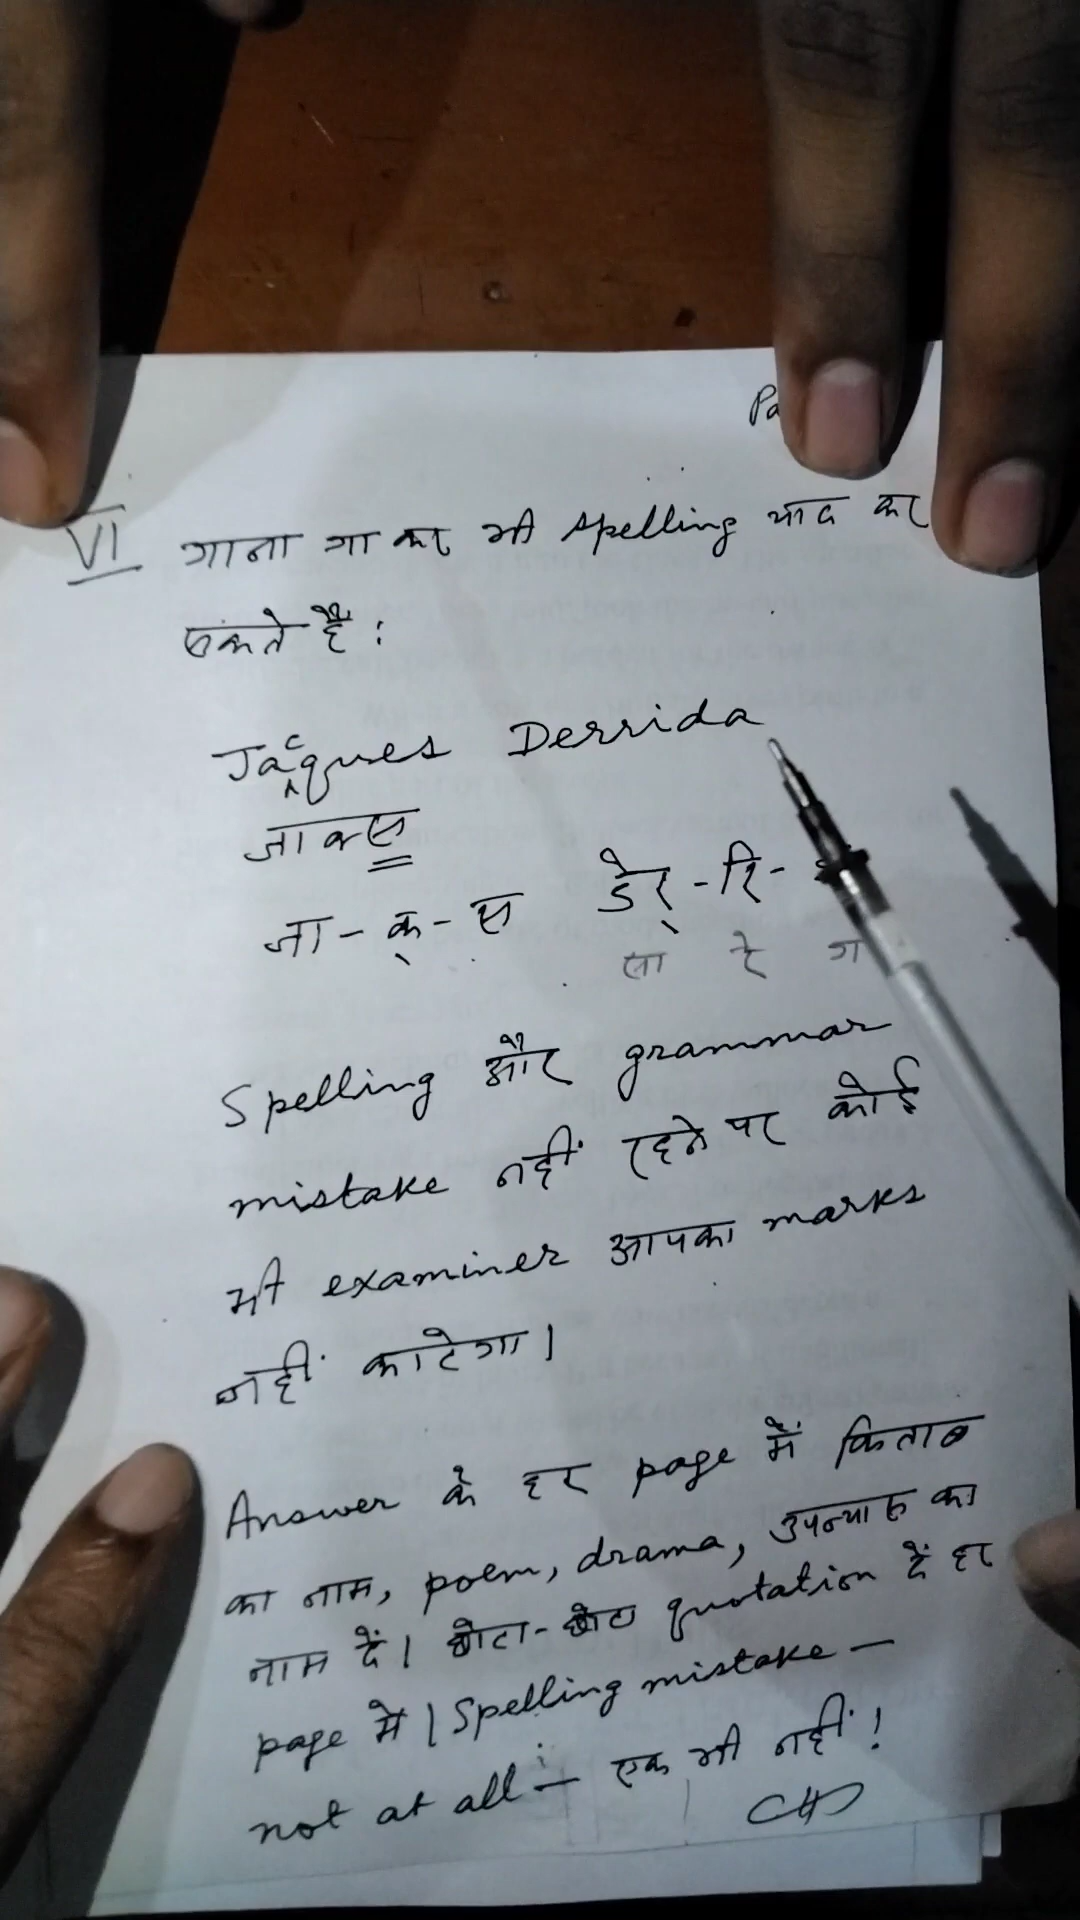 Pa
VI गाना गा कर भी spelling याद कर
सकते हैं :
Jacques Derrida
जाक्स
जा - क् - स डेर् - रि -
सा रे ग
Spelling और grammar
mistake नहीं रहने पर कोई
भी examiner आपका marks
नहीं काटेगा।
Answer के हर page में किताब
का नाम, poem, drama, उपन्यास का
नाम दें। छोटा-छोटा quotation दें हर
page में। Spelling mistake —
not at all — एक भी नहीं !